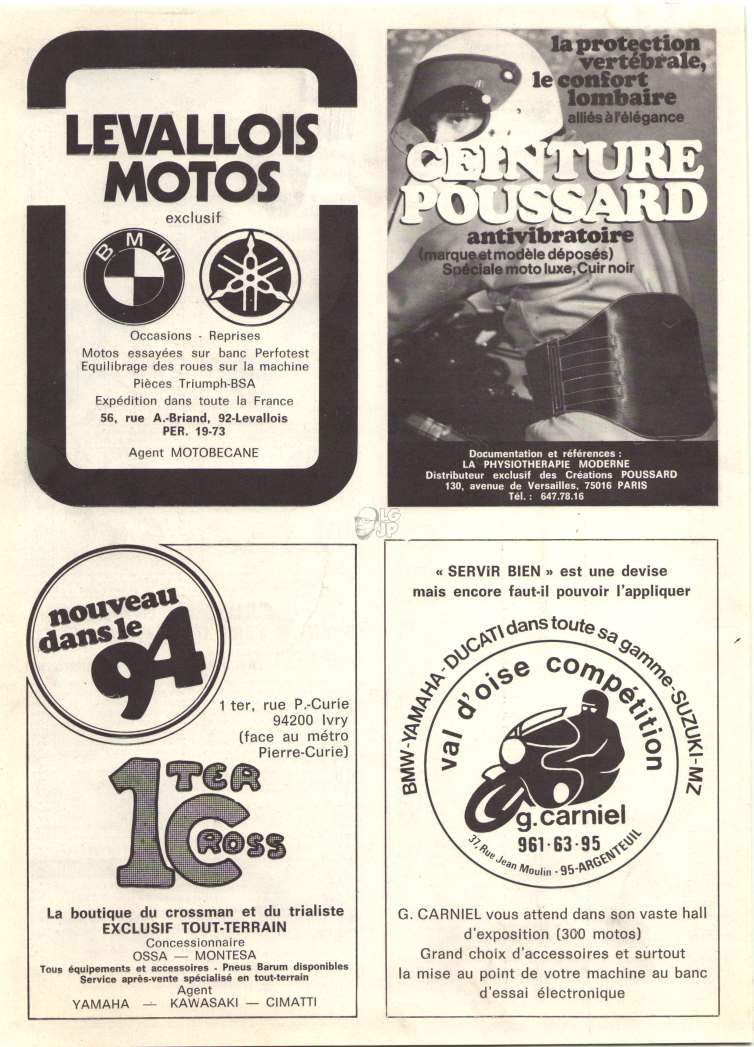 LEVALLOIS
MOTOS
exclusif
BMW
Occasions - Reprises
Motos essayées sur banc Perfotest
Equilibrage des roues sur la machine
Pièces Triumph-BSA
Expédition dans toute la France
56, rue A.-Briand, 92-Levallois
PER. 19-73
Agent MOTOBECANE
la protection
vertébrale,
le confort
lombaire
alliés à l'élégance
CEINTURE
POUSSARD
antivibratoire
(marque et modèle déposés)
Spéciale moto luxe, Cuir noir
Documentation et références :
LA PHYSIOTHERAPIE MODERNE
Distributeur exclusif des Créations POUSSARD
130, avenue de Versailles, 75016 PARIS
Tél. : 647.78.16
LG
JP
nouveau
dans le
94
1 ter, rue P.-Curie
94200 Ivry
(face au métro
Pierre-Curie)
1 TER
CROSS
La boutique du crossman et du trialiste
EXCLUSIF TOUT-TERRAIN
Concessionnaire
OSSA — MONTESA
Tous équipements et accessoires - Pneus Barum disponibles
Service après-vente spécialisé en tout-terrain
Agent
YAMAHA — KAWASAKI — CIMATTI
« SERViR BIEN » est une devise
mais encore faut-il pouvoir l'appliquer
BMW-YAMAHA-DUCATI dans toute sa gamme-SUZUKI-MZ
val d'oise compétition
g.carniel
961·63·95
37, Rue Jean Moulin - 95-ARGENTEUIL
G. CARNIEL vous attend dans son vaste hall
d'exposition (300 motos)
Grand choix d'accessoires et surtout
la mise au point de votre machine au banc
d'essai électronique